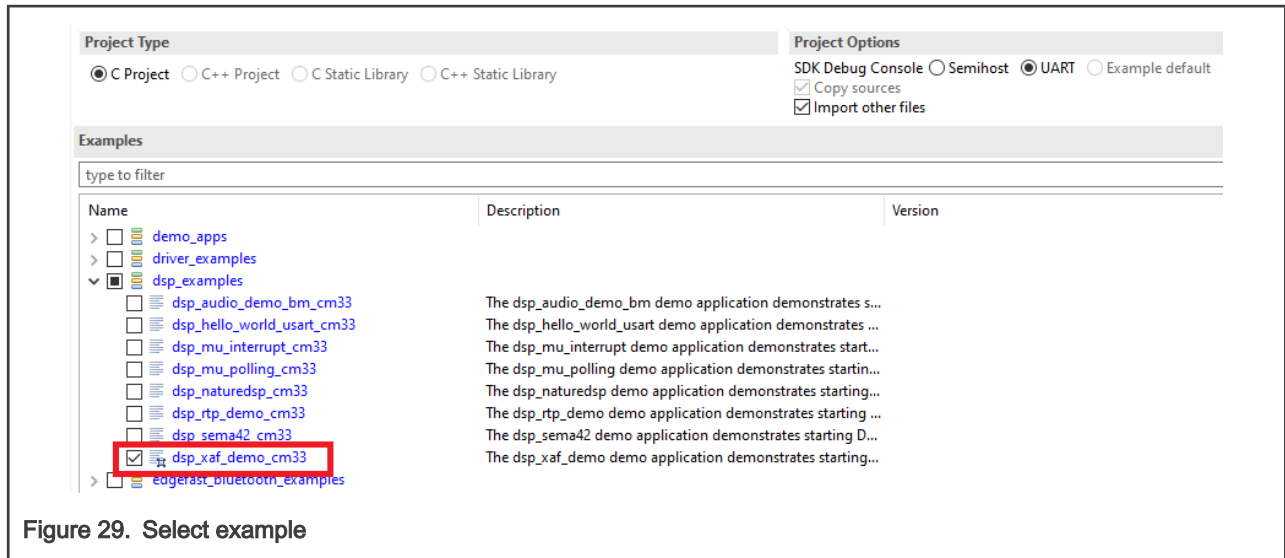 Project Type
Project Options
C Project C++ Project C Static Library C++ Static Library
SDK Debug Console Semihost UART Example default
Copy sources
Import other files
Examples
type to filter
Name Description Version
demo_apps
driver_examples
dsp_examples
dsp_audio_demo_bm_cm33 The dsp_audio_demo_bm demo application demonstrates s...
dsp_hello_world_usart_cm33 The dsp_hello_world_usart demo application demonstrates ...
dsp_mu_interrupt_cm33 The dsp_mu_interrupt demo application demonstrates start...
dsp_mu_polling_cm33 The dsp_mu_polling demo application demonstrates startin...
dsp_naturedsp_cm33 The dsp_naturedsp demo application demonstrates starting...
dsp_rtp_demo_cm33 The dsp_rtp_demo demo application demonstrates starting ...
dsp_sema42_cm33 The dsp_sema42 demo application demonstrates starting D...
dsp_xaf_demo_cm33 The dsp_xaf_demo demo application demonstrates starting...
edgefast_bluetooth_examples
Figure 29. Select example